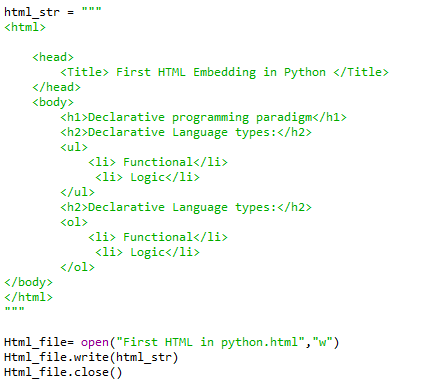 html_str = """
<html>
<head>
<Title> First HTML Embedding in Python </Title>
</head>
<body>
<h1>Declarative programming paradigm</h1>
<h2>Declarative Language types:</h2>
<ul>
<li> Functional</li>
<li> Logic</li>
</ul>
<h2>Declarative Language types:</h2>
<ol>
<li> Functional</li>
<li> Logic</li>
</ol>
</body>
</html>
"""
Html_file= open("First HTML in python.html","w")
Html_file.write(html_str)
Html_file.close()